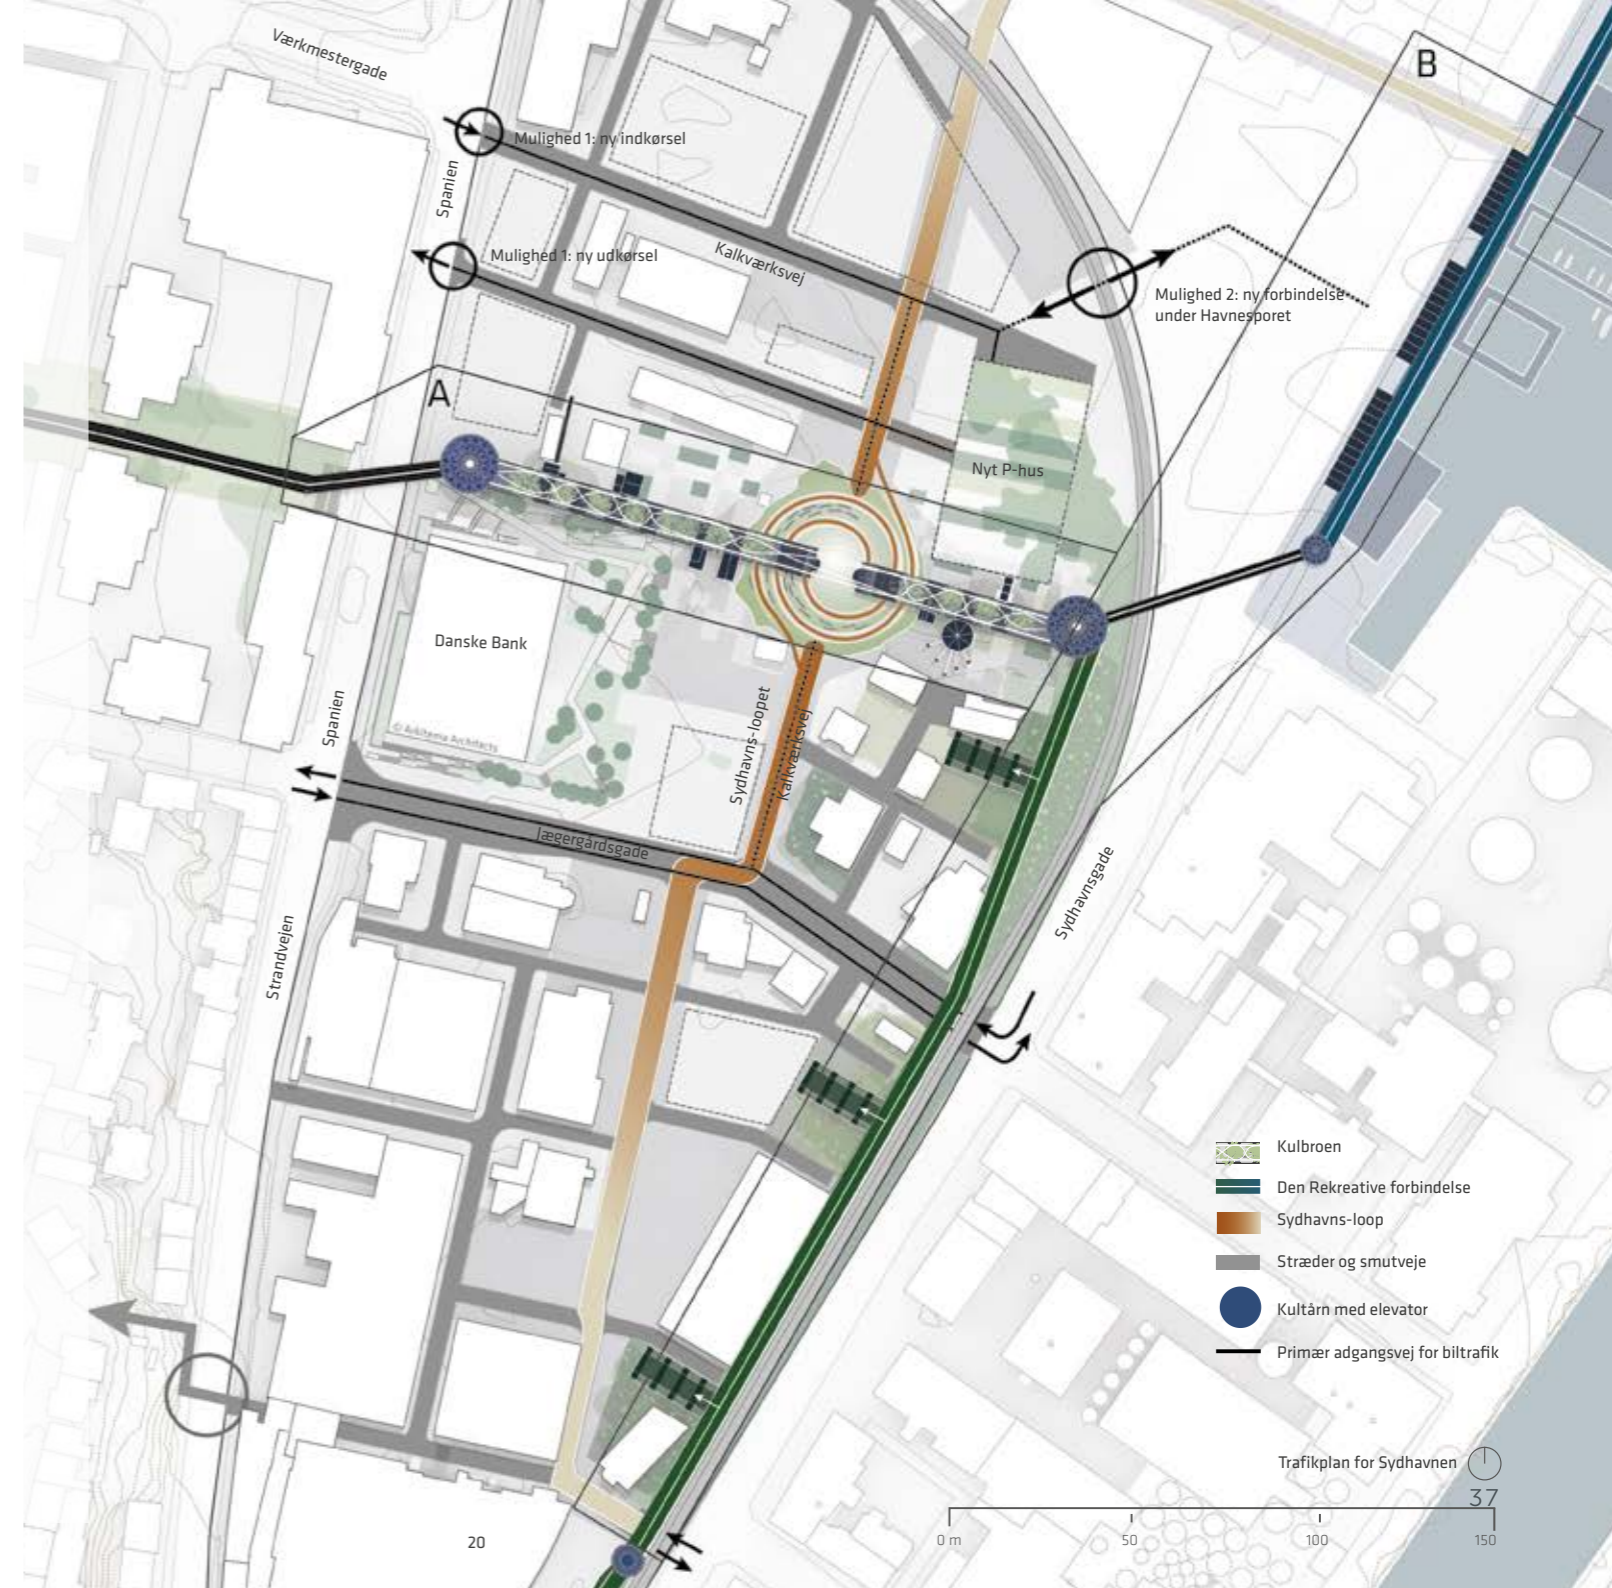 Værkmestergade
B
Mulighed 1: ny indkørsel
Spanien
Mulighed 1: ny udkørsel
Kalkværksvej
Mulighed 2: ny forbindelse
under Havnesporet
A
Nyt P-hus
Danske Bank
Spanien
© Arkitema Architects
Sydhavns-loopet
Kalkværksvej
Jægergårdsgade
Sydhavnsgade
Strandvejen
Kulbroen
Den Rekreative forbindelse
Sydhavns-loop
Stræder og smutveje
Kultårn med elevator
Primær adgangsvej for biltrafik
Trafikplan for Sydhavnen
37
0 m 50 100 150
20